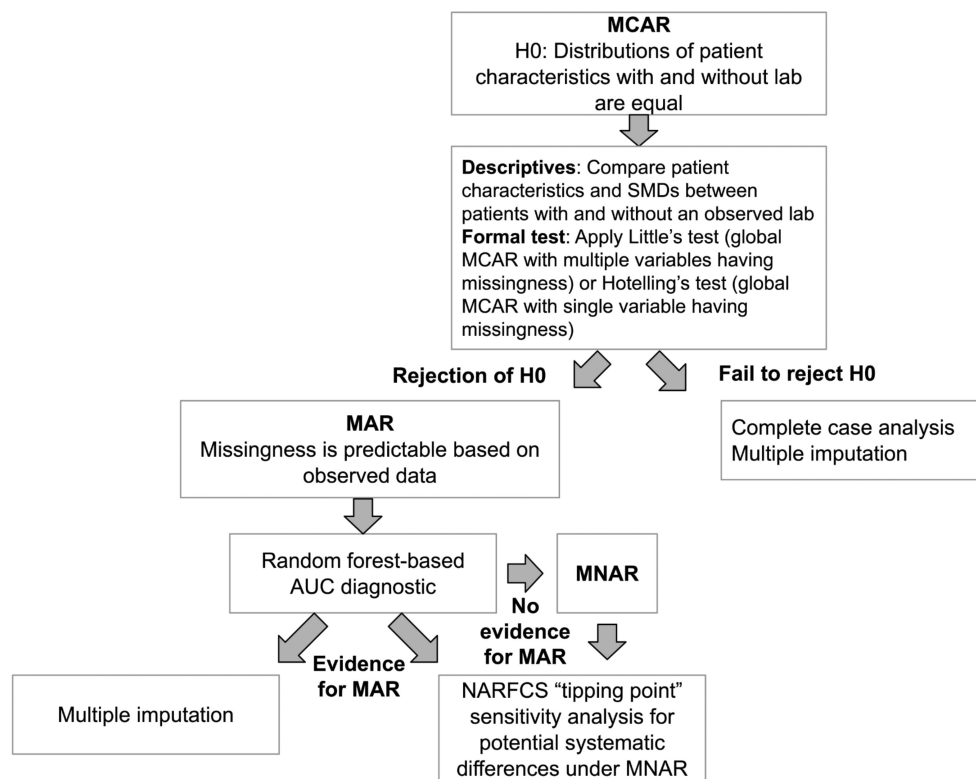 MCAR
H0: Distributions of patient
characteristics with and without lab
are equal
Descriptives: Compare patient
characteristics and SMDs between
patients with and without an observed lab
Formal test: Apply Little's test (global
MCAR with multiple variables having
missingness) or Hotelling's test (global
MCAR with single variable having
missingness)
Rejection of H0
Fail to reject H0
MAR
Missingness is predictable based on
observed data
Complete case analysis
Multiple imputation
Random forest-based
AUC diagnostic
MNAR
No
evidence
for MAR
Evidence
for MAR
Multiple imputation
NARFCS “tipping point”
sensitivity analysis for
potential systematic
differences under MNAR